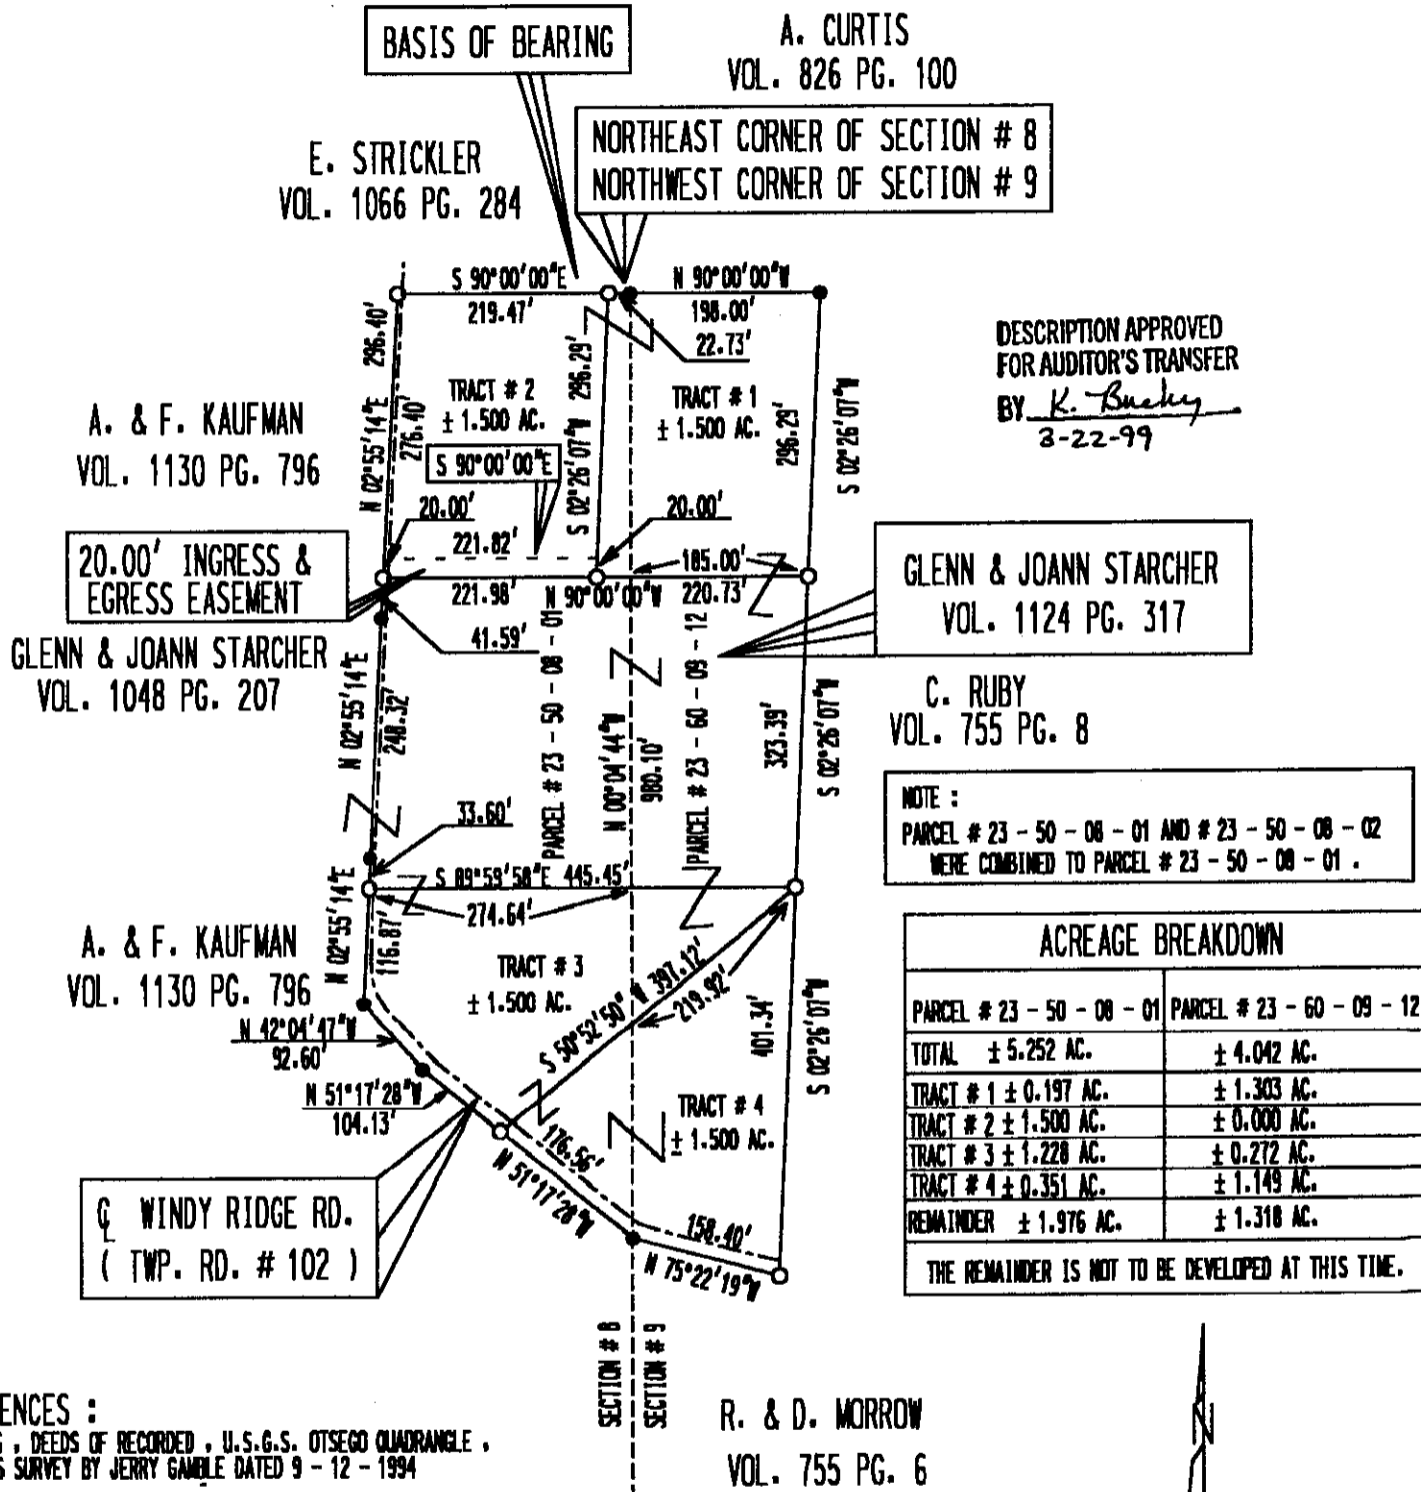 BASIS OF BEARING
A. CURTIS
VOL. 826 PG. 100
NORTHEAST CORNER OF SECTION # 8
NORTHWEST CORNER OF SECTION # 9
E. STRICKLER
VOL. 1066 PG. 284
S 90°00'00"E
219.47'
N 90°00'00"W
198.00'
22.73'
DESCRIPTION APPROVED
FOR AUDITOR'S TRANSFER
BY
3-22-99
N 02°55'14"E 296.40'
276.40'
TRACT # 2
± 1.500 AC.
S 02°26'07"W 296.29'
TRACT # 1
± 1.500 AC.
296.29'
S 02°26'07"W
A. & F. KAUFMAN
VOL. 1130 PG. 796
S 90°00'00"E
20.00'
221.82'
20.00'
185.00'
20.00' INGRESS &
EGRESS EASEMENT
221.98'
N 90°00'00"W
220.73'
41.59'
GLENN & JOANN STARCHER
VOL. 1124 PG. 317
GLENN & JOANN STARCHER
VOL. 1048 PG. 207
N 02°55'14"E
248.32'
PARCEL # 23 - 50 - 08 - 01
N 00°04'44"W
980.10'
PARCEL # 23 - 60 - 09 - 12
323.39'
S 02°26'07"W
C. RUBY
VOL. 755 PG. 8
NOTE :
PARCEL # 23 - 50 - 08 - 01 AND # 23 - 50 - 08 - 02
WERE COMBINED TO PARCEL # 23 - 50 - 08 - 01 .
33.60'
S 89°59'58"E 445.45'
274.64'
N 02°55'14"E
116.87'
A. & F. KAUFMAN
VOL. 1130 PG. 796
TRACT # 3
± 1.500 AC.
S 50°52'50" W 397.12'
219.92'
401.34'
S 02°26'07"W
N 42°04'47"W
92.60'
N 51°17'28"W
104.13'
TRACT # 4
± 1.500 AC.
176.56'
N 51°17'28"W
158.40'
N 75°22'19"W
℄ WINDY RIDGE RD.
( TWP. RD. # 102 )
ACREAGE BREAKDOWN
PARCEL # 23 - 50 - 08 - 01 PARCEL # 23 - 60 - 09 - 12
TOTAL ± 5.252 AC. ± 4.042 AC.
TRACT # 1 ± 0.197 AC. ± 1.303 AC.
TRACT # 2 ± 1.500 AC. ± 0.000 AC.
TRACT # 3 ± 1.228 AC. ± 0.272 AC.
TRACT # 4 ± 0.351 AC. ± 1.149 AC.
REMAINDER ± 1.976 AC. ± 1.318 AC.
THE REMAINDER IS NOT TO BE DEVELOPED AT THIS TIME.
SECTION # 8
SECTION # 9
R. & D. MORROW
VOL. 755 PG. 6
N
ENCES :
, DEEDS OF RECORDED , U.S.G.S. OTSEGO QUADRANGLE ,
SURVEY BY JERRY GAMBLE DATED 9 - 12 - 1994